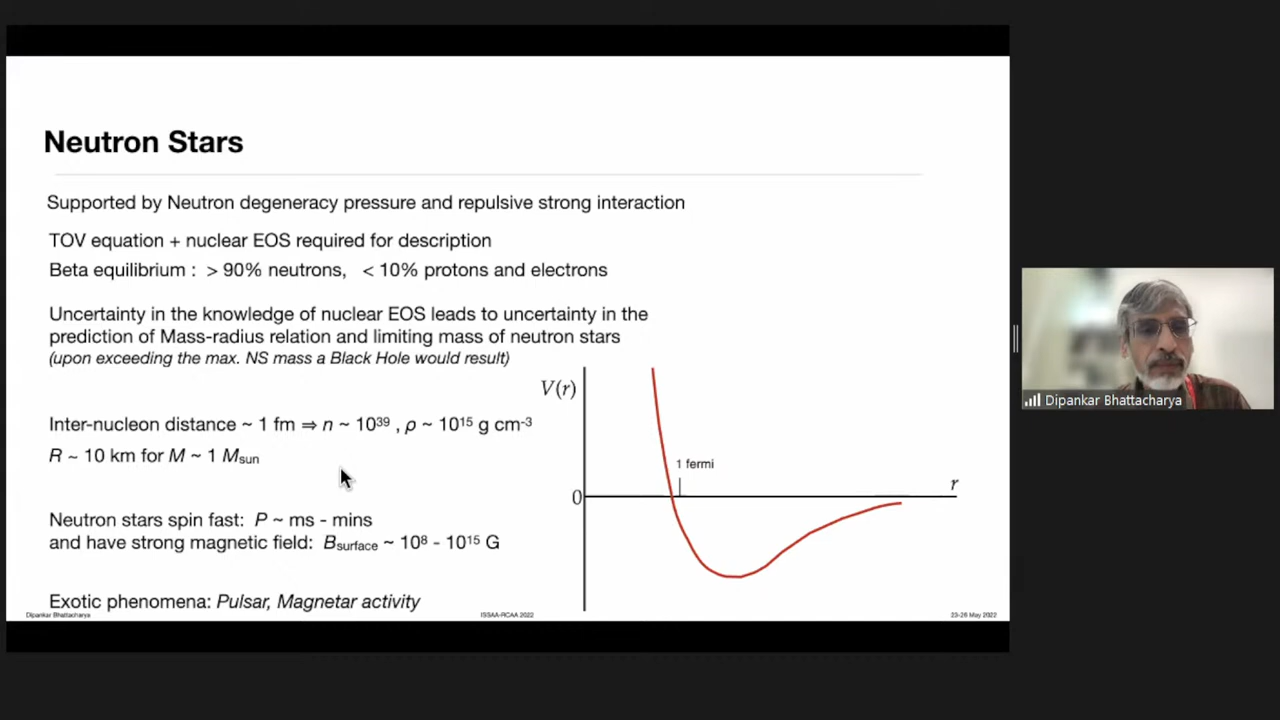 Neutron Stars
Supported by Neutron degeneracy pressure and repulsive strong interaction
TOV equation + nuclear EOS required for description
Beta equilibrium : > 90% neutrons, < 10% protons and electrons
Uncertainty in the knowledge of nuclear EOS leads to uncertainty in the
prediction of Mass-radius relation and limiting mass of neutron stars
(upon exceeding the max. NS mass a Black Hole would result)
Inter-nucleon distance ~ 1 fm ⇒ n ~ 10³⁹ , ρ ~ 10¹⁵ g cm⁻³
R ~ 10 km for M ~ 1 Msun
Neutron stars spin fast: P ~ ms - mins
and have strong magnetic field: Bsurface ~ 10⁸ - 10¹⁵ G
Exotic phenomena: Pulsar, Magnetar activity
V(r)
1 fermi
0
r
Dipankar Bhattacharya
ISSAA-RCAA 2022
23-26 May 2022
Dipankar Bhattacharya